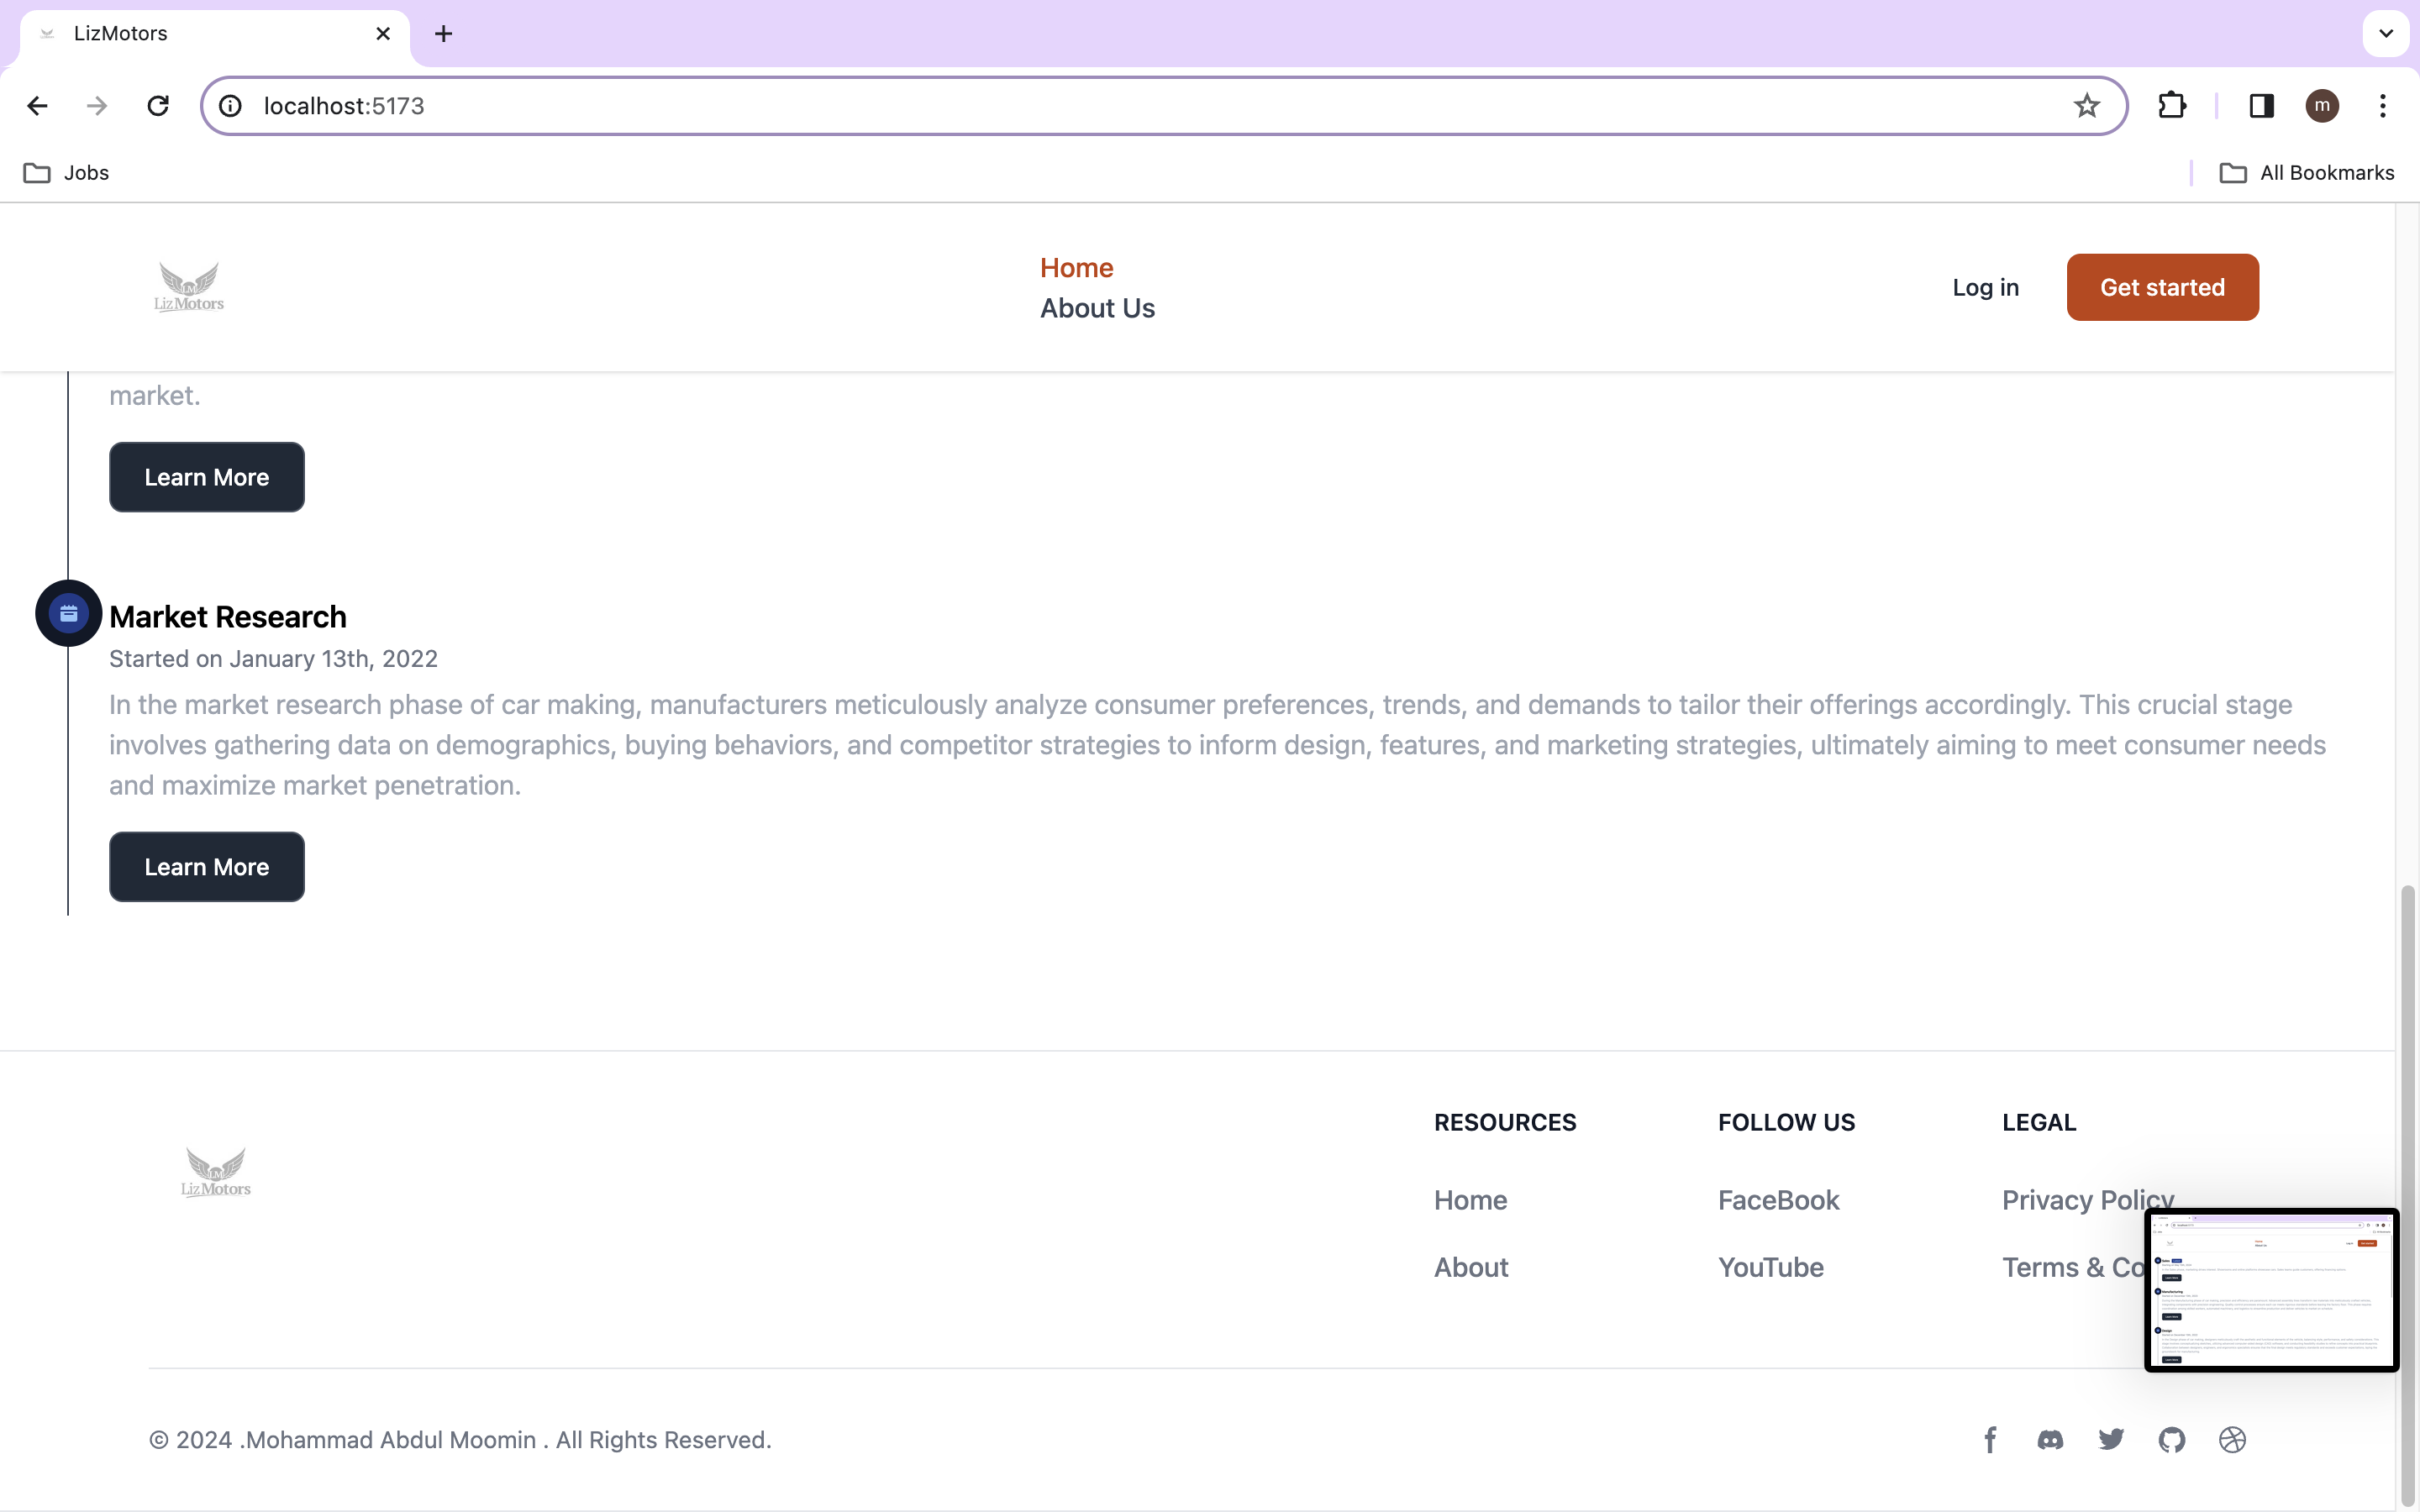 LizMotors
localhost:5173
m
Jobs
All Bookmarks
LM
LizMotors
Home
About Us
Log in
Get started
market.
Learn More
Market Research
Started on January 13th, 2022
In the market research phase of car making, manufacturers meticulously analyze consumer preferences, trends, and demands to tailor their offerings accordingly. This crucial stage
involves gathering data on demographics, buying behaviors, and competitor strategies to inform design, features, and marketing strategies, ultimately aiming to meet consumer needs
and maximize market penetration.
Learn More
LM
LizMotors
RESOURCES
FOLLOW US
LEGAL
Home
FaceBook
Privacy Policy
About
YouTube
Terms & Co
© 2024 .Mohammad Abdul Moomin . All Rights Reserved.